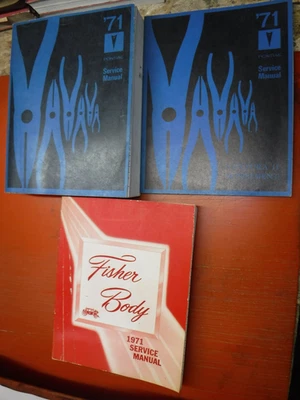 '71
Service
Manual
'71
Service
Manual
Fisher
Body
1971
SERVICE
MANUAL